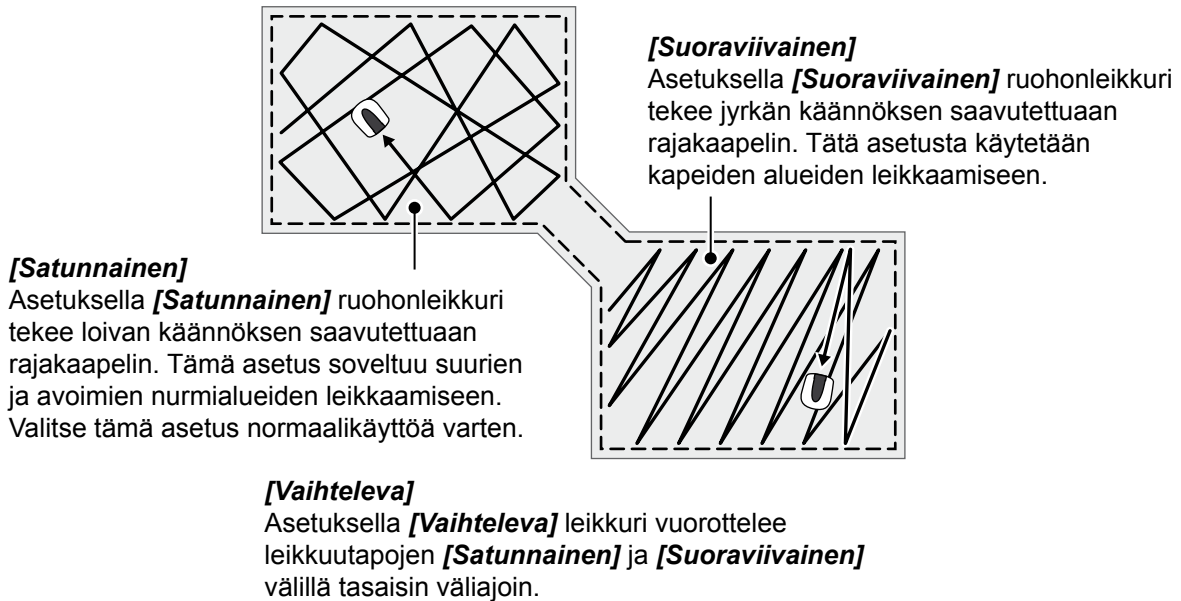 [Suoraviivainen]
Asetuksella [Suoraviivainen] ruohonleikkuri
tekee jyrkän käännöksen saavutettuaan
rajakaapelin. Tätä asetusta käytetään
kapeiden alueiden leikkaamiseen.
[Satunnainen]
Asetuksella [Satunnainen] ruohonleikkuri
tekee loivan käännöksen saavutettuaan
rajakaapelin. Tämä asetus soveltuu suurien
ja avoimien nurmialueiden leikkaamiseen.
Valitse tämä asetus normaalikäyttöä varten.
[Vaihteleva]
Asetuksella [Vaihteleva] leikkuri vuorottelee
leikkuutapojen [Satunnainen] ja [Suoraviivainen]
välillä tasaisin väliajoin.